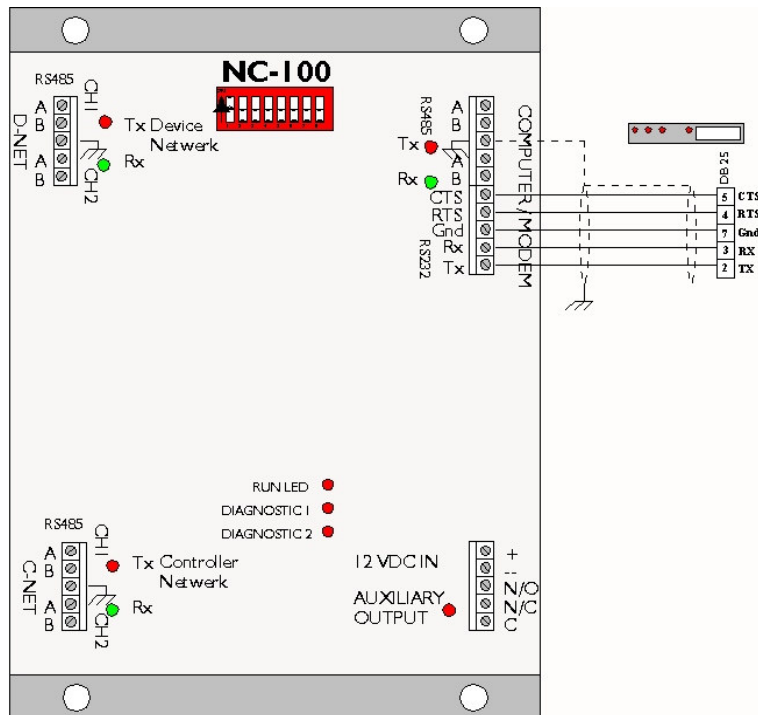 NC-100
RS485
CH1
A
B
A
B
D-NET
Tx Device
Netwerk
Rx
CH2
RS485
A
B
Tx
A
Rx
B
CTS
RTS
Gnd
Rx
Tx
RS232
COMPUTER / MODEM
DB 25
5 CTS
4 RTS
7 Gnd
3 RX
2 TX
RUN LED
DIAGNOSTIC 1
DIAGNOSTIC 2
RS485
CH1
A
B
A
B
C-NET
Tx Controller
Netwerk
Rx
CH2
12 VDC IN
AUXILIARY
OUTPUT
+
--
N/O
N/C
C